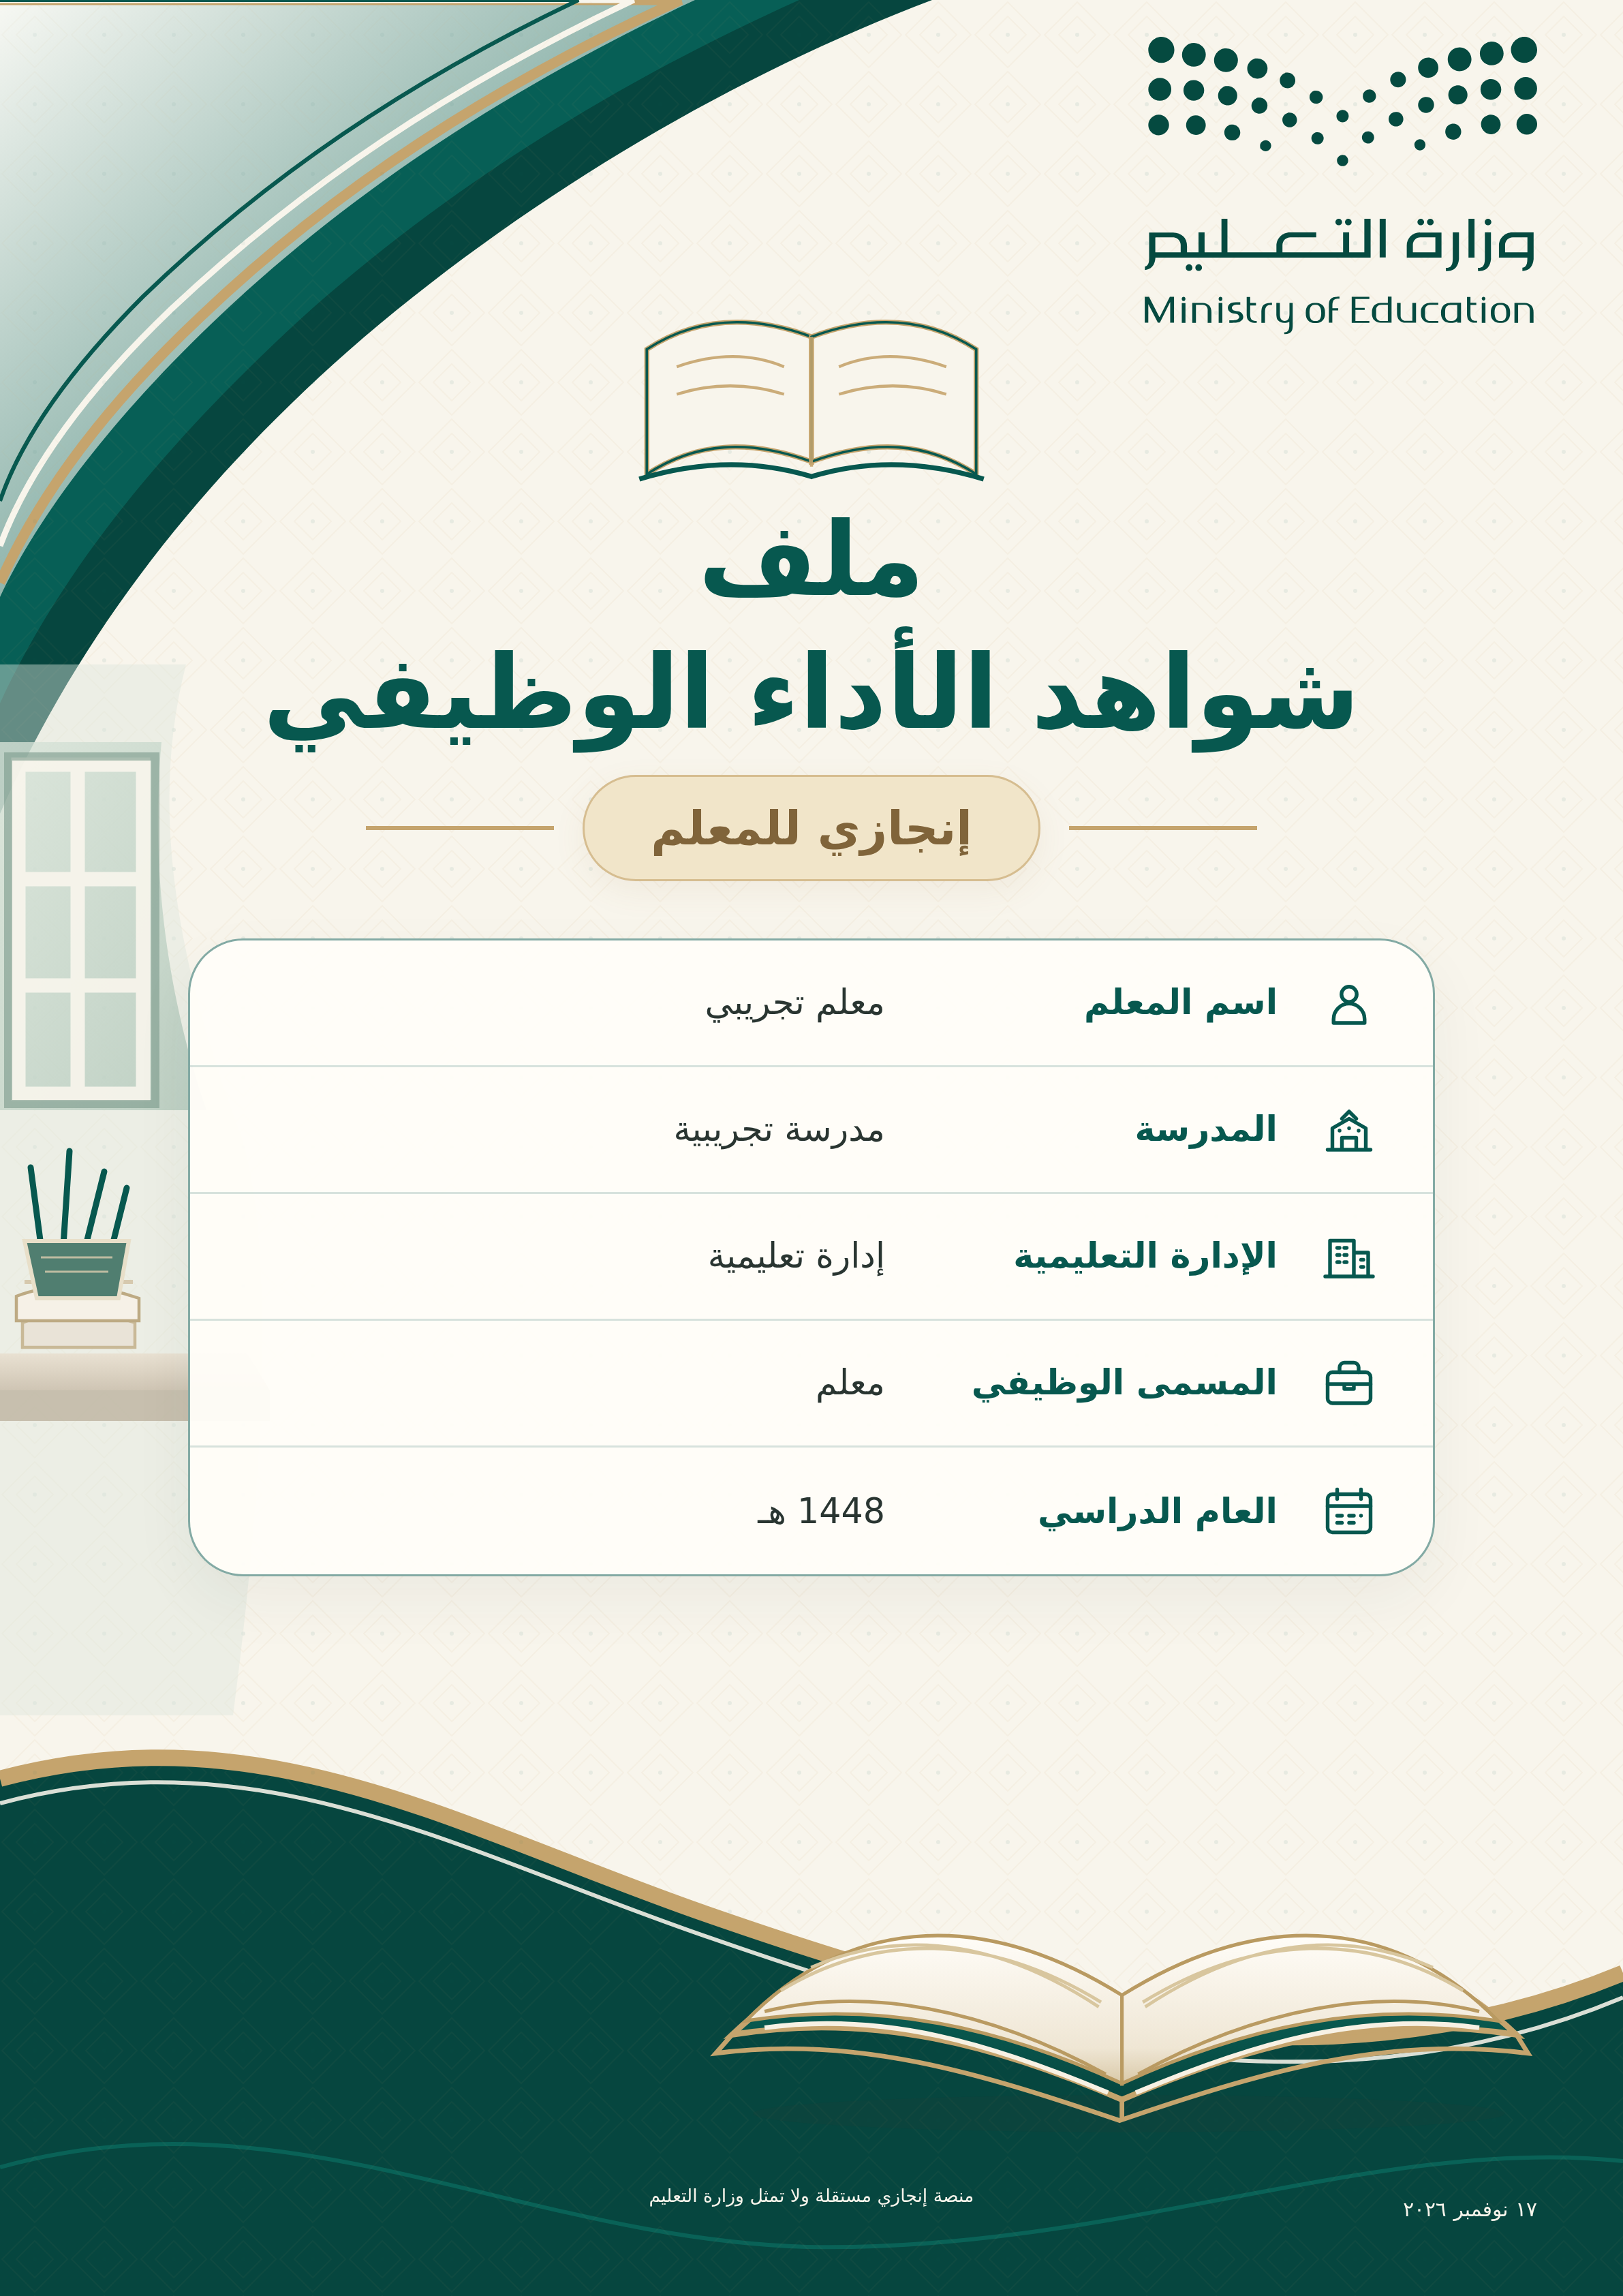 وزارة التعليم
Ministry of Education
ملف
شواهد الأداء الوظيفي
إنجازي للمعلم
اسم المعلم معلم تجريبي
المدرسة مدرسة تجريبية
الإدارة التعليمية إدارة تعليمية
المسمى الوظيفي معلم
العام الدراسي 1448 هـ
منصة إنجازي مستقلة ولا تمثل وزارة التعليم
١٧ نوفمبر ٢٠٢٦